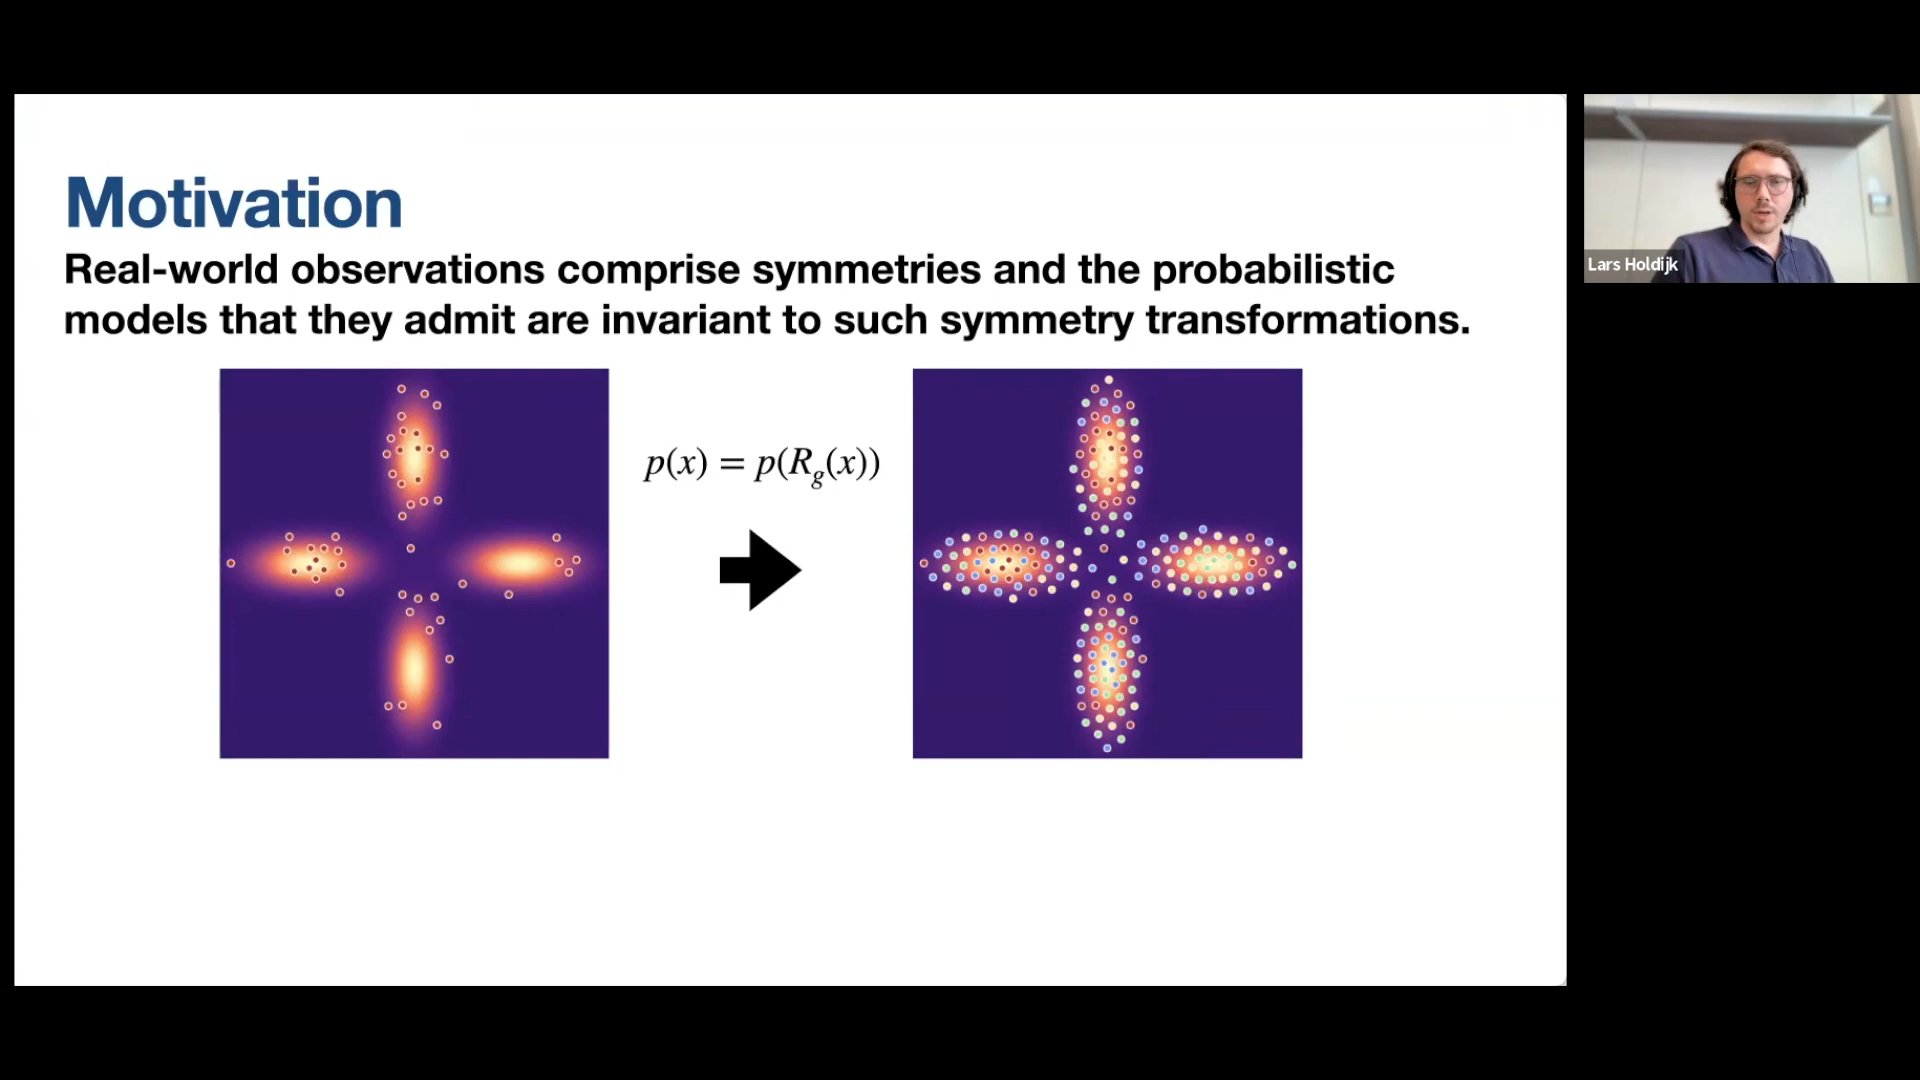 Motivation
Real-world observations comprise symmetries and the probabilistic
models that they admit are invariant to such symmetry transformations.
p(x) = p(R_g(x))
Lars Holdijk